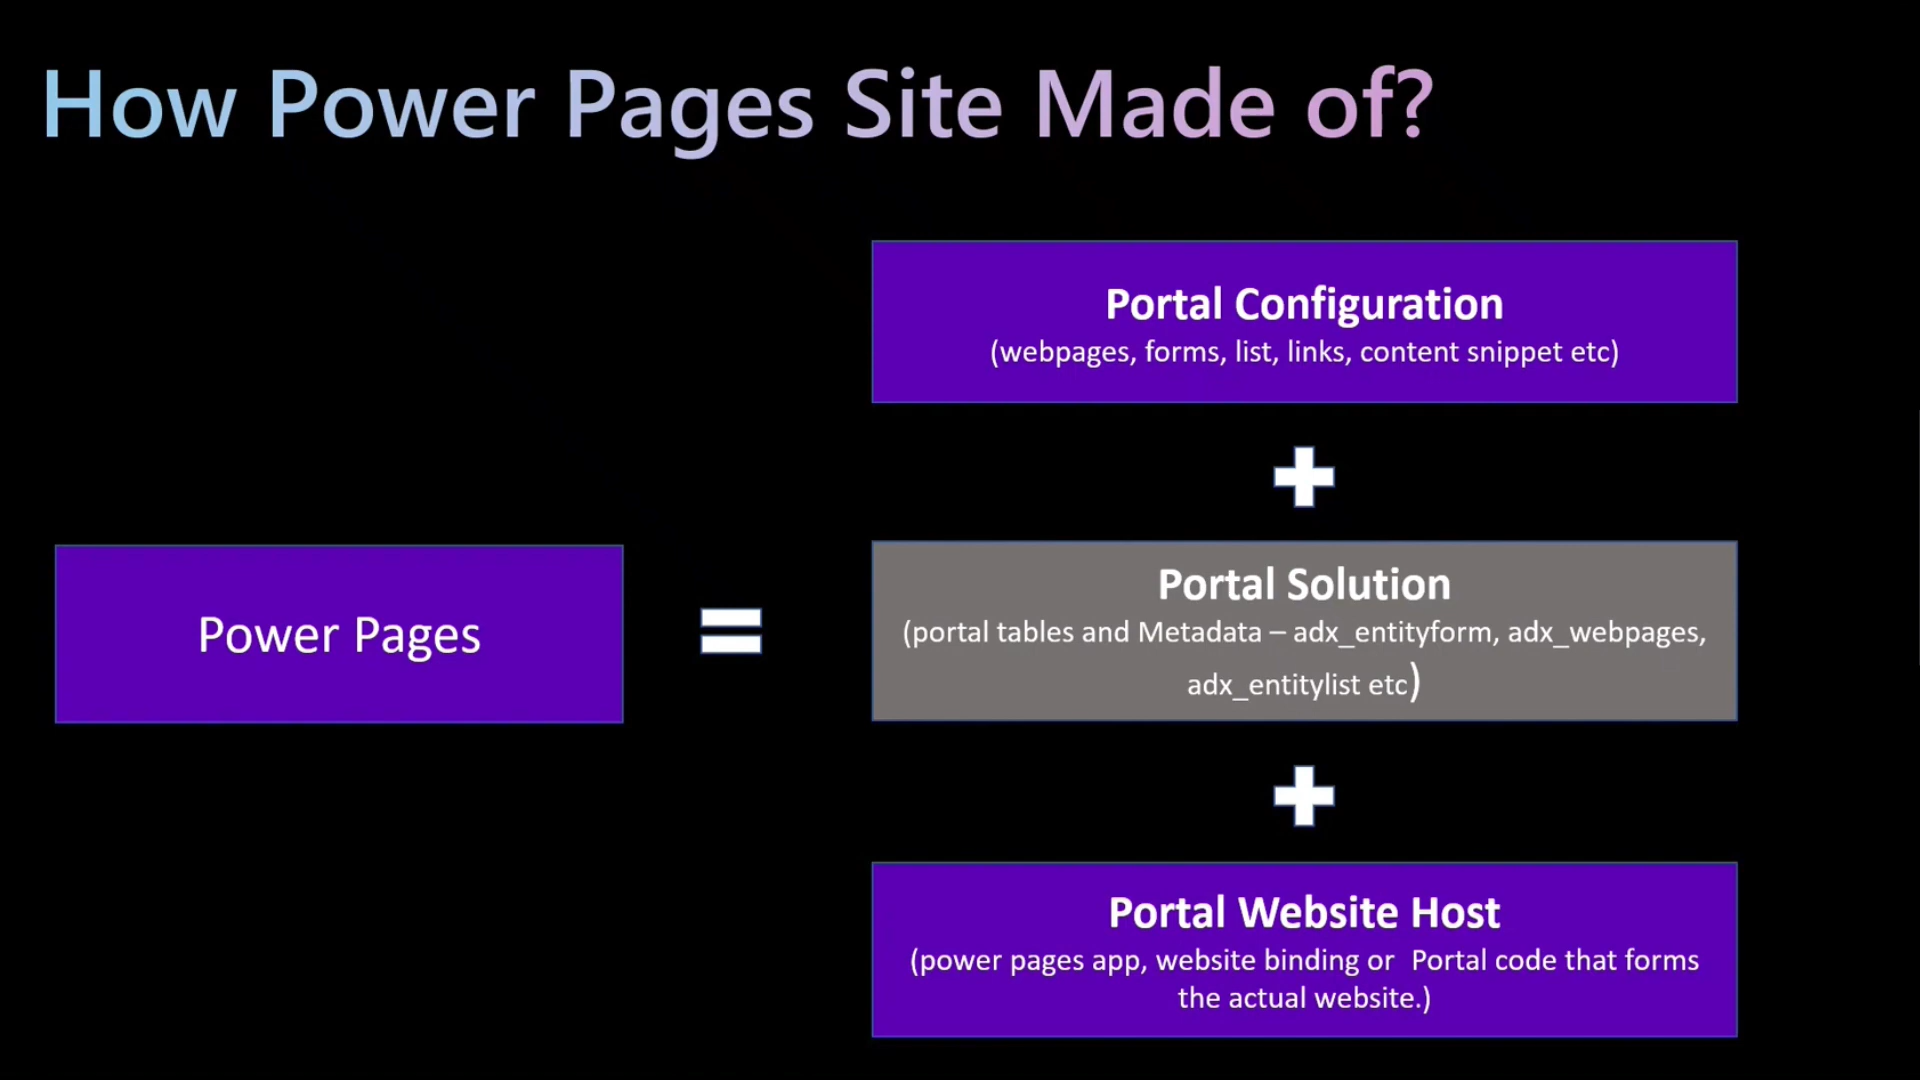 How Power Pages Site Made of?
Portal Configuration
(webpages, forms, list, links, content snippet etc)
Power Pages
Portal Solution
(portal tables and Metadata – adx_entityform, adx_webpages,
adx_entitylist etc)
Portal Website Host
(power pages app, website binding or  Portal code that forms
the actual website.)